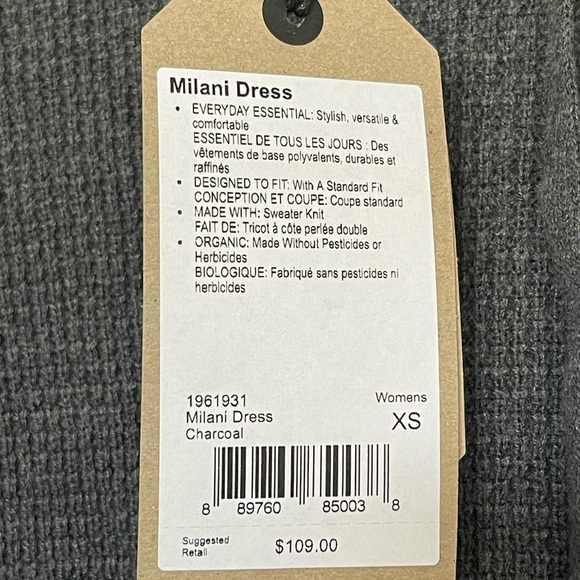 Milani Dress
• EVERYDAY ESSENTIAL: Stylish, versatile &
comfortable
ESSENTIEL DE TOUS LES JOURS : Des
vêtements de base polyvalents, durables et
raffinés
• DESIGNED TO FIT: With A Standard Fit
CONCEPTION ET COUPE: Coupe standard
• MADE WITH: Sweater Knit
FAIT DE: Tricot à côte perlée double
• ORGANIC: Made Without Pesticides or
Herbicides
BIOLOGIQUE: Fabriqué sans pesticides ni
herbicides
1961931 Womens
Milani Dress XS
Charcoal
8 89760 85003 8
Suggested
Retail $109.00